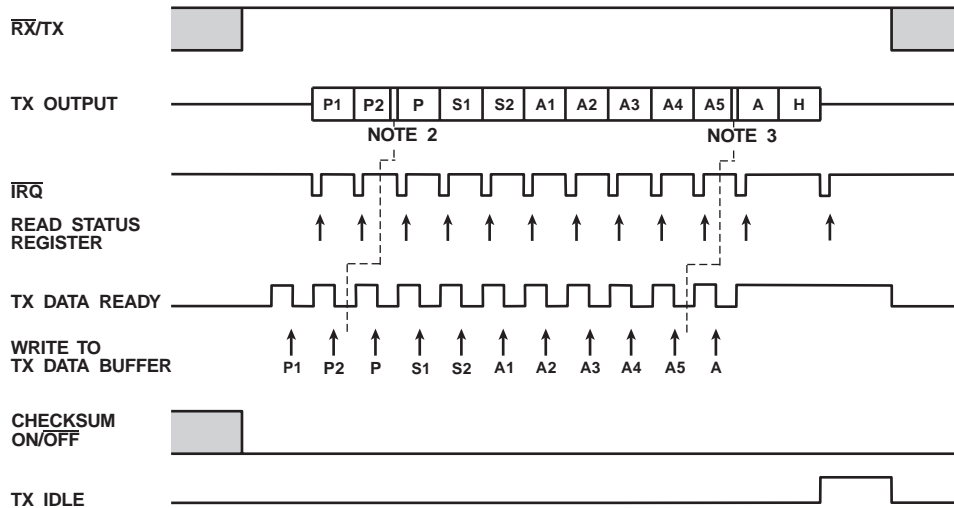 RX/TX
TX OUTPUT
P1 P2 P S1 S2 A1 A2 A3 A4 A5 A H
NOTE 2 NOTE 3
IRQ
READ STATUS
REGISTER
TX DATA READY
WRITE TO
TX DATA BUFFER
P1 P2 P S1 S2 A1 A2 A3 A4 A5 A
CHECKSUM
ON/OFF
TX IDLE